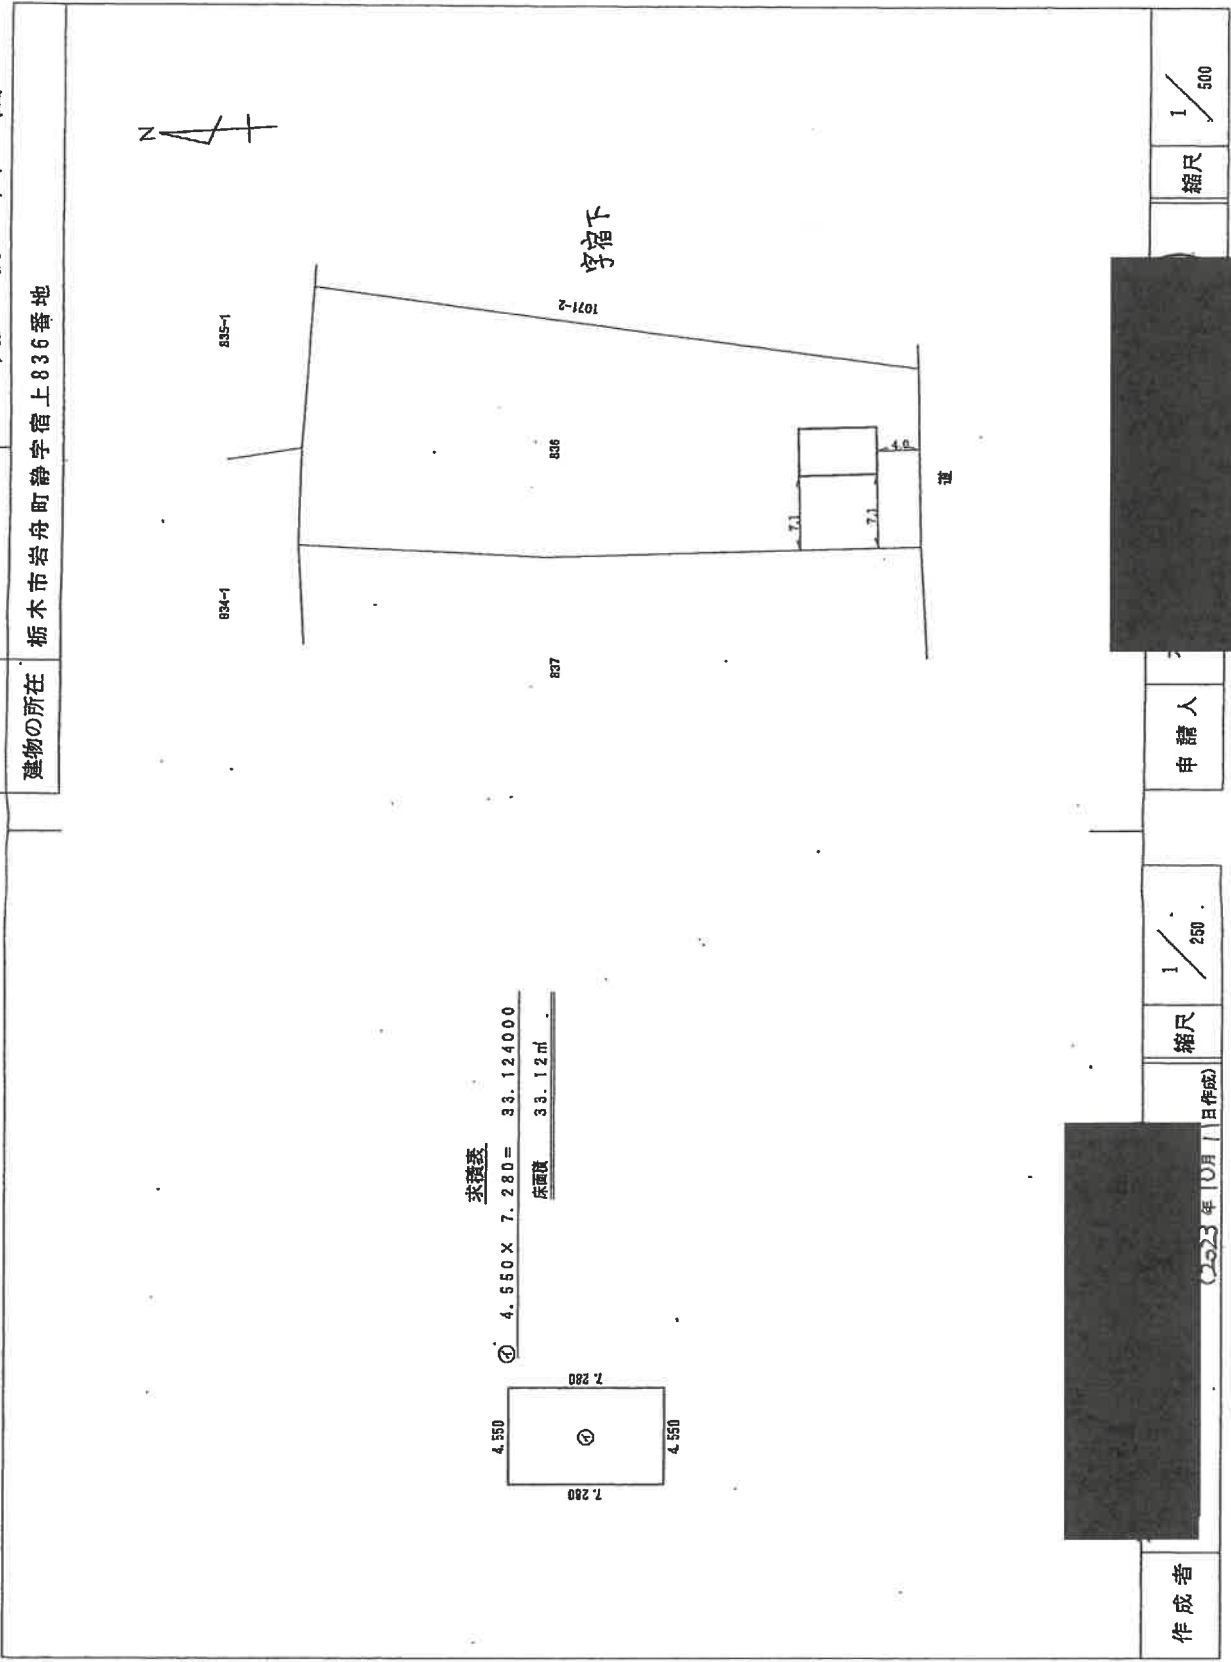 建物の所在 栃木市岩舟町静字宿上836番地
求積表
㋑ 4.550×7.280= 33.124000
床面積 33.12㎡
4.550
7.280
㋑
7.280
4.550
N
834-1
835-1
837
836
1071-2
字宿下
7.1
7.1
4.0
道
作成者
(2023年10月11日作成)
縮尺 1/250
申請人
縮尺 1/500